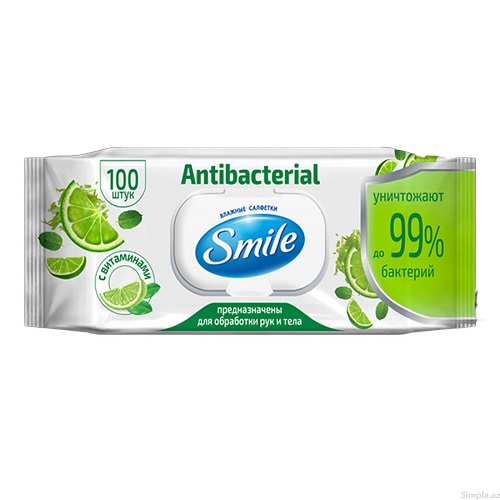 100
штук
Antibacterial
ВЛАЖНЫЕ САЛФЕТКИ
Smile
с витаминами
предназначены
для обработки рук и тела
уничтожают
до 99%
бактерий
Simpla.az